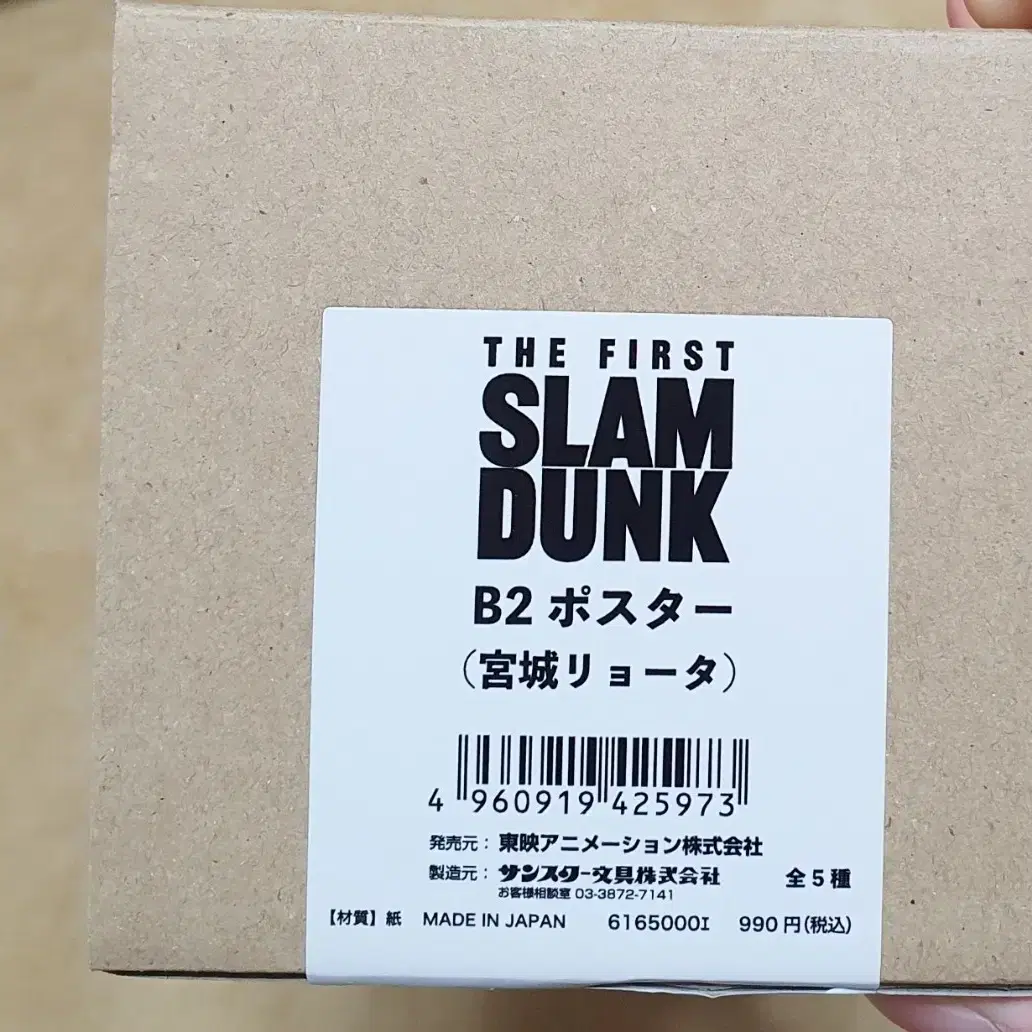 THE FIRST
SLAM
DUNK
B2 ポスター
（宮城リョータ）
4 960919 425973
発売元： 東映アニメーション株式会社
製造元： サンスター文具株式会社 全5種
お客様相談室 03-3872-7141
【材質】紙 MADE IN JAPAN 6165000I 990円(税込)